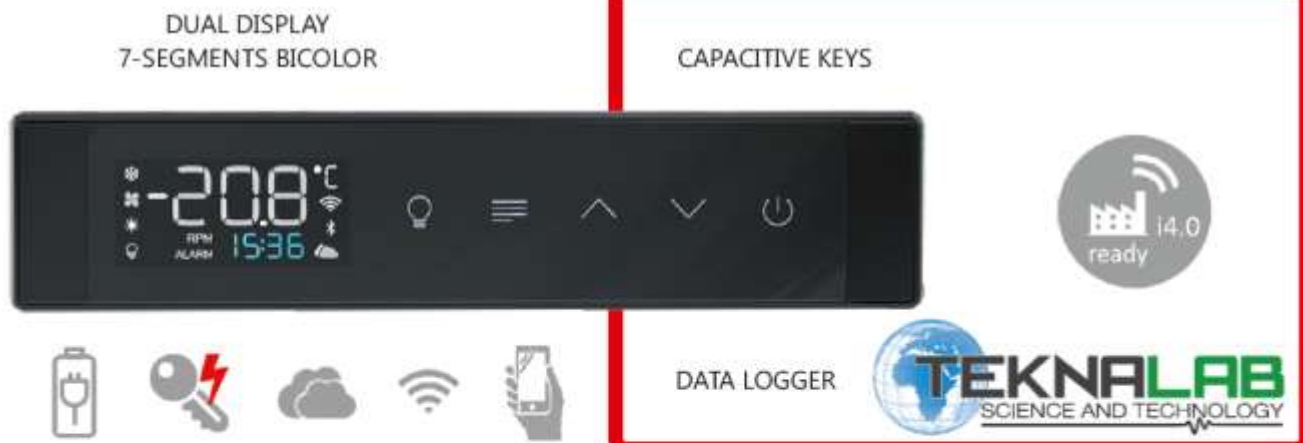 DUAL DISPLAY
7-SEGMENTS BICOLOR
CAPACITIVE KEYS
-20.8 °C
RPM
ALARM 15:36
i4.0
ready
DATA LOGGER
TEKNALAB
SCIENCE AND TECHNOLOGY